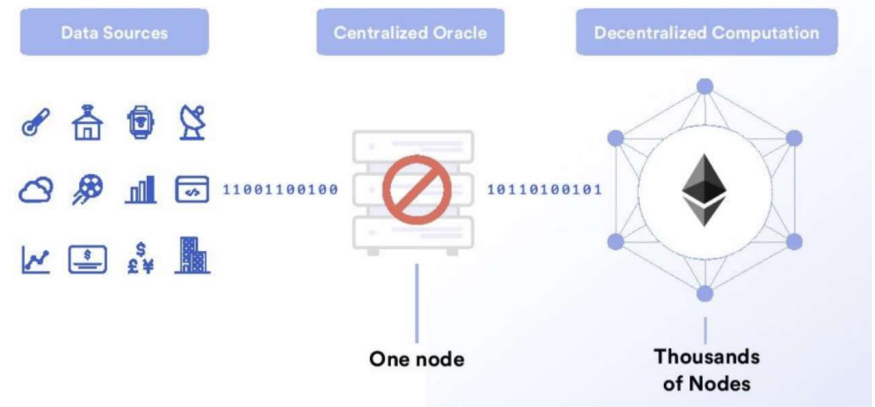 Data Sources
Centralized Oracle
Decentralized Computation
11001100100
10110100101
</>
$
$
£ ¥
One node
Thousands
of Nodes